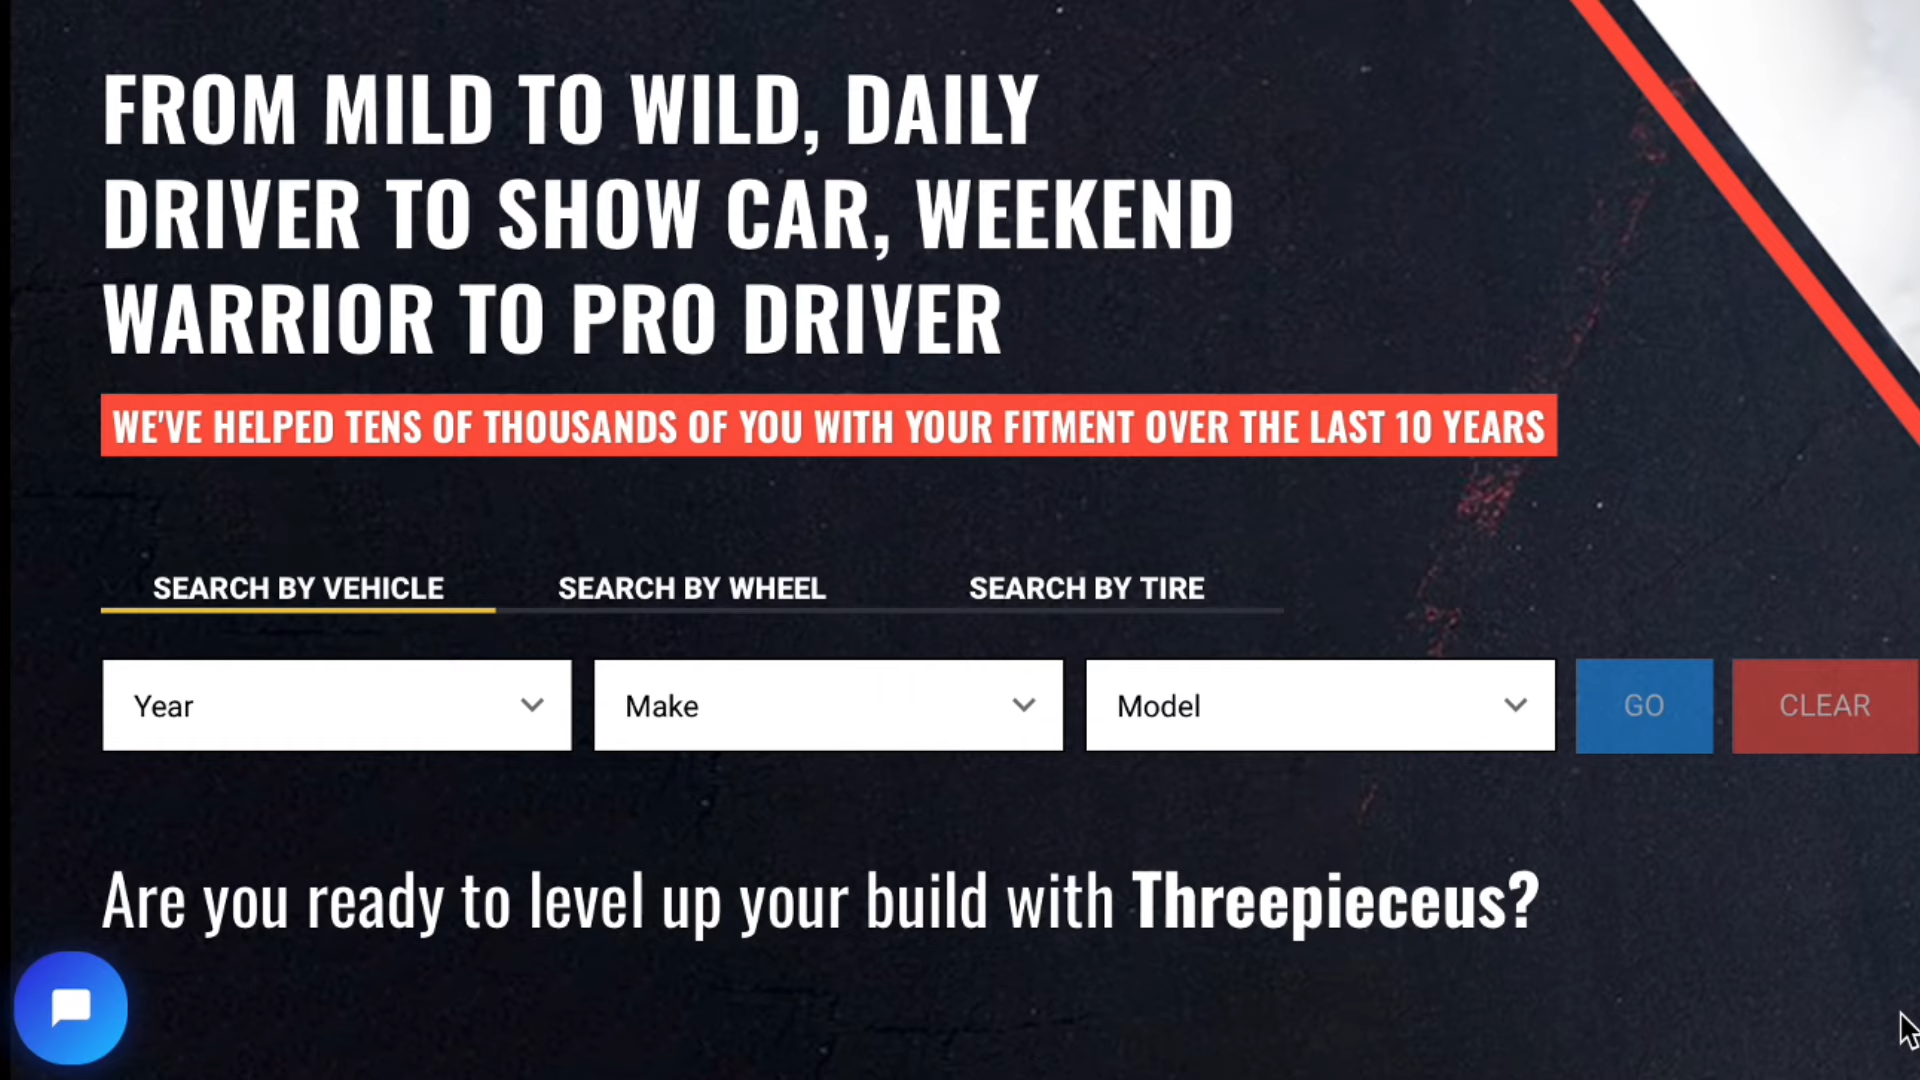 FROM MILD TO WILD, DAILY
DRIVER TO SHOW CAR, WEEKEND
WARRIOR TO PRO DRIVER
WE'VE HELPED TENS OF THOUSANDS OF YOU WITH YOUR FITMENT OVER THE LAST 10 YEARS
SEARCH BY VEHICLE SEARCH BY WHEEL SEARCH BY TIRE
Year Make Model GO CLEAR
Are you ready to level up your build with Threepieceus?